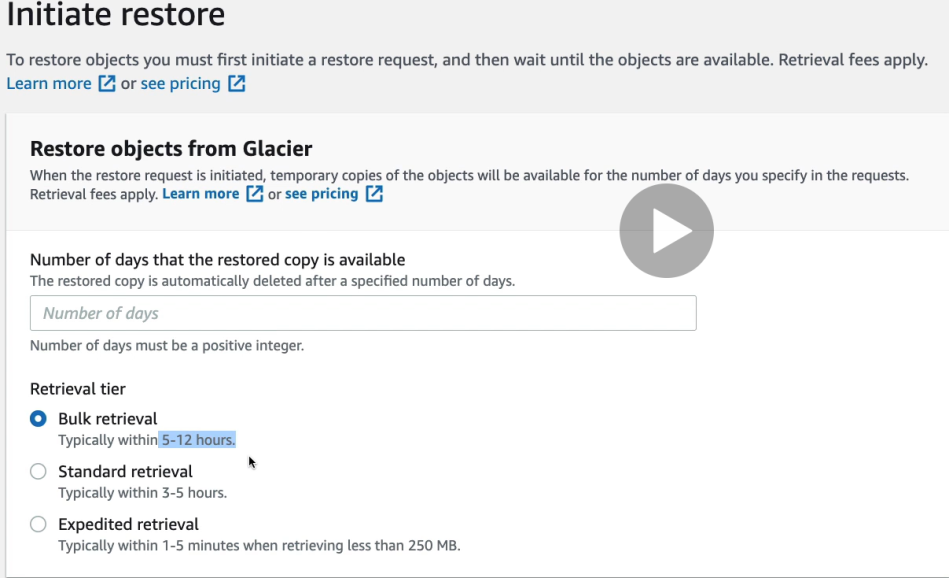 Initiate restore
To restore objects you must first initiate a restore request, and then wait until the objects are available. Retrieval fees apply.
Learn more or see pricing
Restore objects from Glacier
When the restore request is initiated, temporary copies of the objects will be available for the number of days you specify in the requests.
Retrieval fees apply. Learn more or see pricing
Number of days that the restored copy is available
The restored copy is automatically deleted after a specified number of days.
Number of days
Number of days must be a positive integer.
Retrieval tier
Bulk retrieval
Typically within 5-12 hours.
Standard retrieval
Typically within 3-5 hours.
Expedited retrieval
Typically within 1-5 minutes when retrieving less than 250 MB.